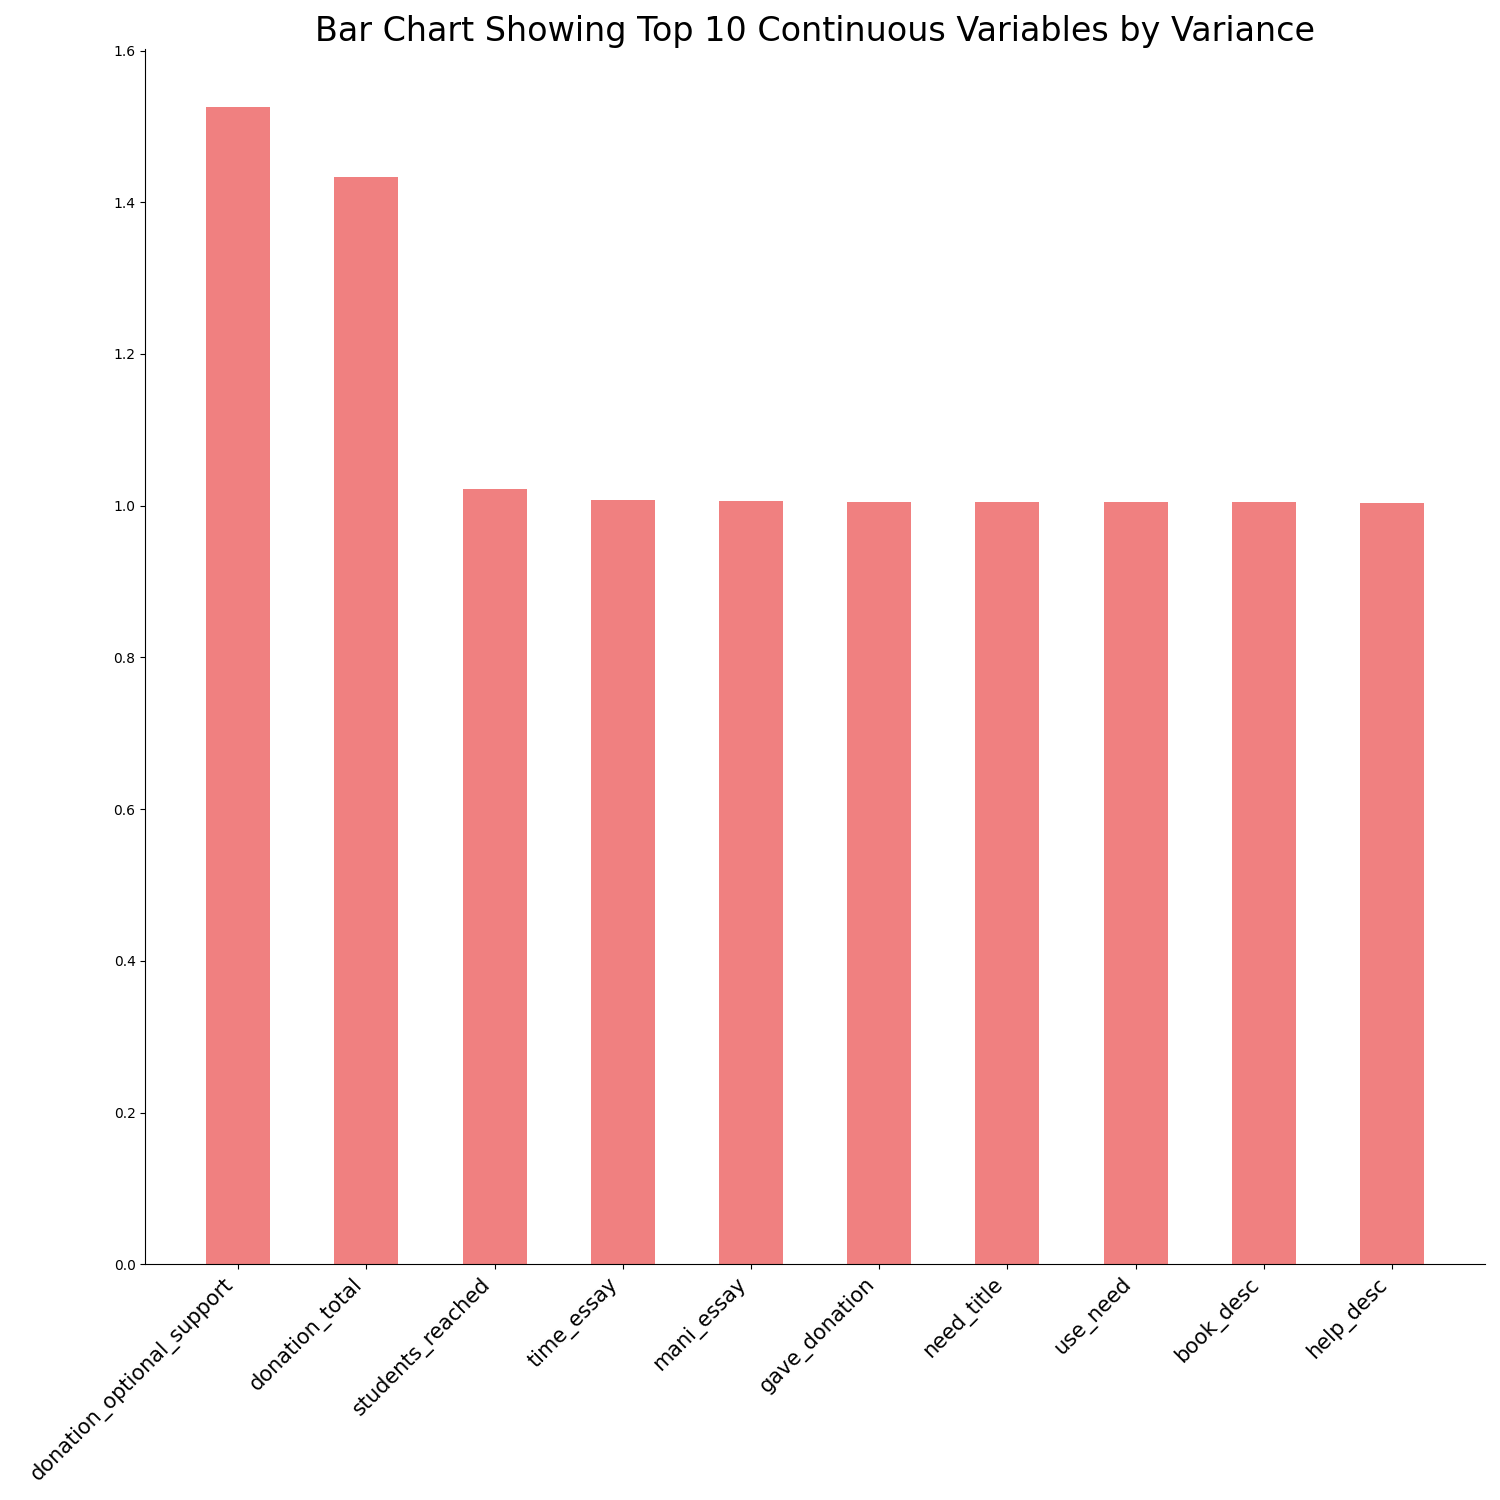 Bar Chart Showing Top 10 Continuous Variables by Variance
1.6
1.4
1.2
1.0
0.8
0.6
0.4
0.2
0.0
donation_optional_support
donation_total
students_reached
time_essay
mani_essay
gave_donation
need_title
use_need
book_desc
help_desc